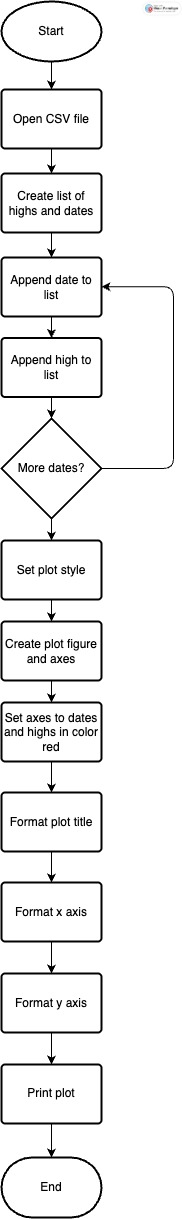 Start
Open CSV file
Create list of
highs and dates
Append date to
list
Append high to
list
More dates?
Set plot style
Create plot figure
and axes
Set axes to dates
and highs in color
red
Format plot title
Format x axis
Format y axis
Print plot
End